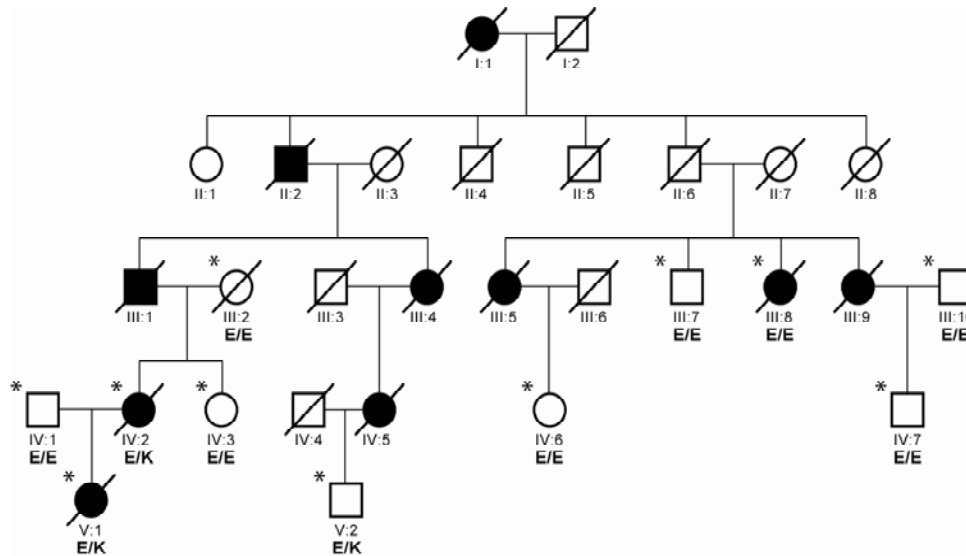 I:1 I:2
II:1 II:2 II:3 II:4 II:5 II:6 II:7 II:8
* * * *
III:1 III:2 III:3 III:4 III:5 III:6 III:7 III:8 III:9 III:10
E/E E/E E/E E/E
* * * * *
IV:1 IV:2 IV:3 IV:4 IV:5 IV:6 IV:7
E/E E/K E/E E/E E/E
* *
V:1 V:2
E/K E/K